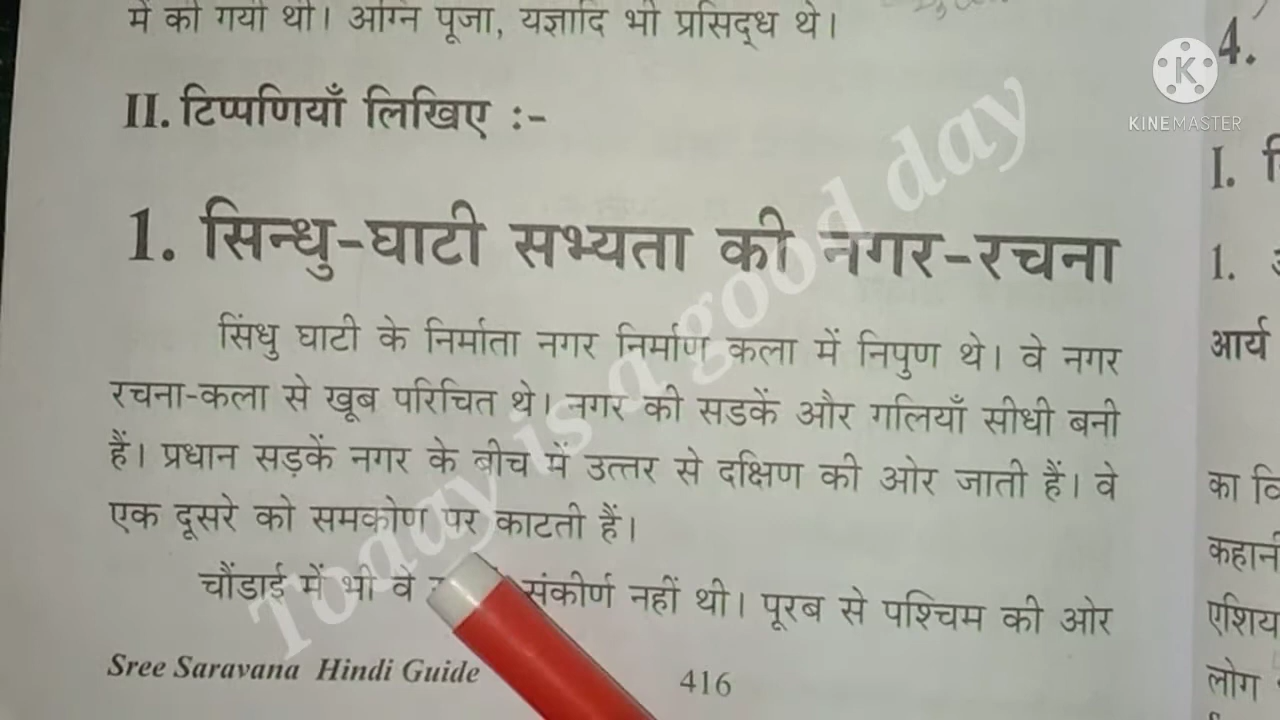 में की गयी थी। अग्नि पूजा, यज्ञादि भी प्रसिद्ध थे।
II. टिप्पणियाँ लिखिए :-
1. सिन्धु-घाटी सभ्यता की नगर-रचना
सिंधु घाटी के निर्माता नगर निर्माण कला में निपुण थे। वे नगर
रचना-कला से खूब परिचित थे। नगर की सडकें और गलियाँ सीधी बनी
हैं। प्रधान सड़कें नगर के बीच में उत्तर से दक्षिण की ओर जाती हैं। वे
एक दूसरे को समकोण पर काटती हैं।
चौंडाई में भी वे संकीर्ण नहीं थी। पूरब से पश्चिम की ओर
Sree Saravana Hindi Guide
416
4.
I.
1.
आर्य
का
कहानी
लोग
KINEMASTER
Today is a good day